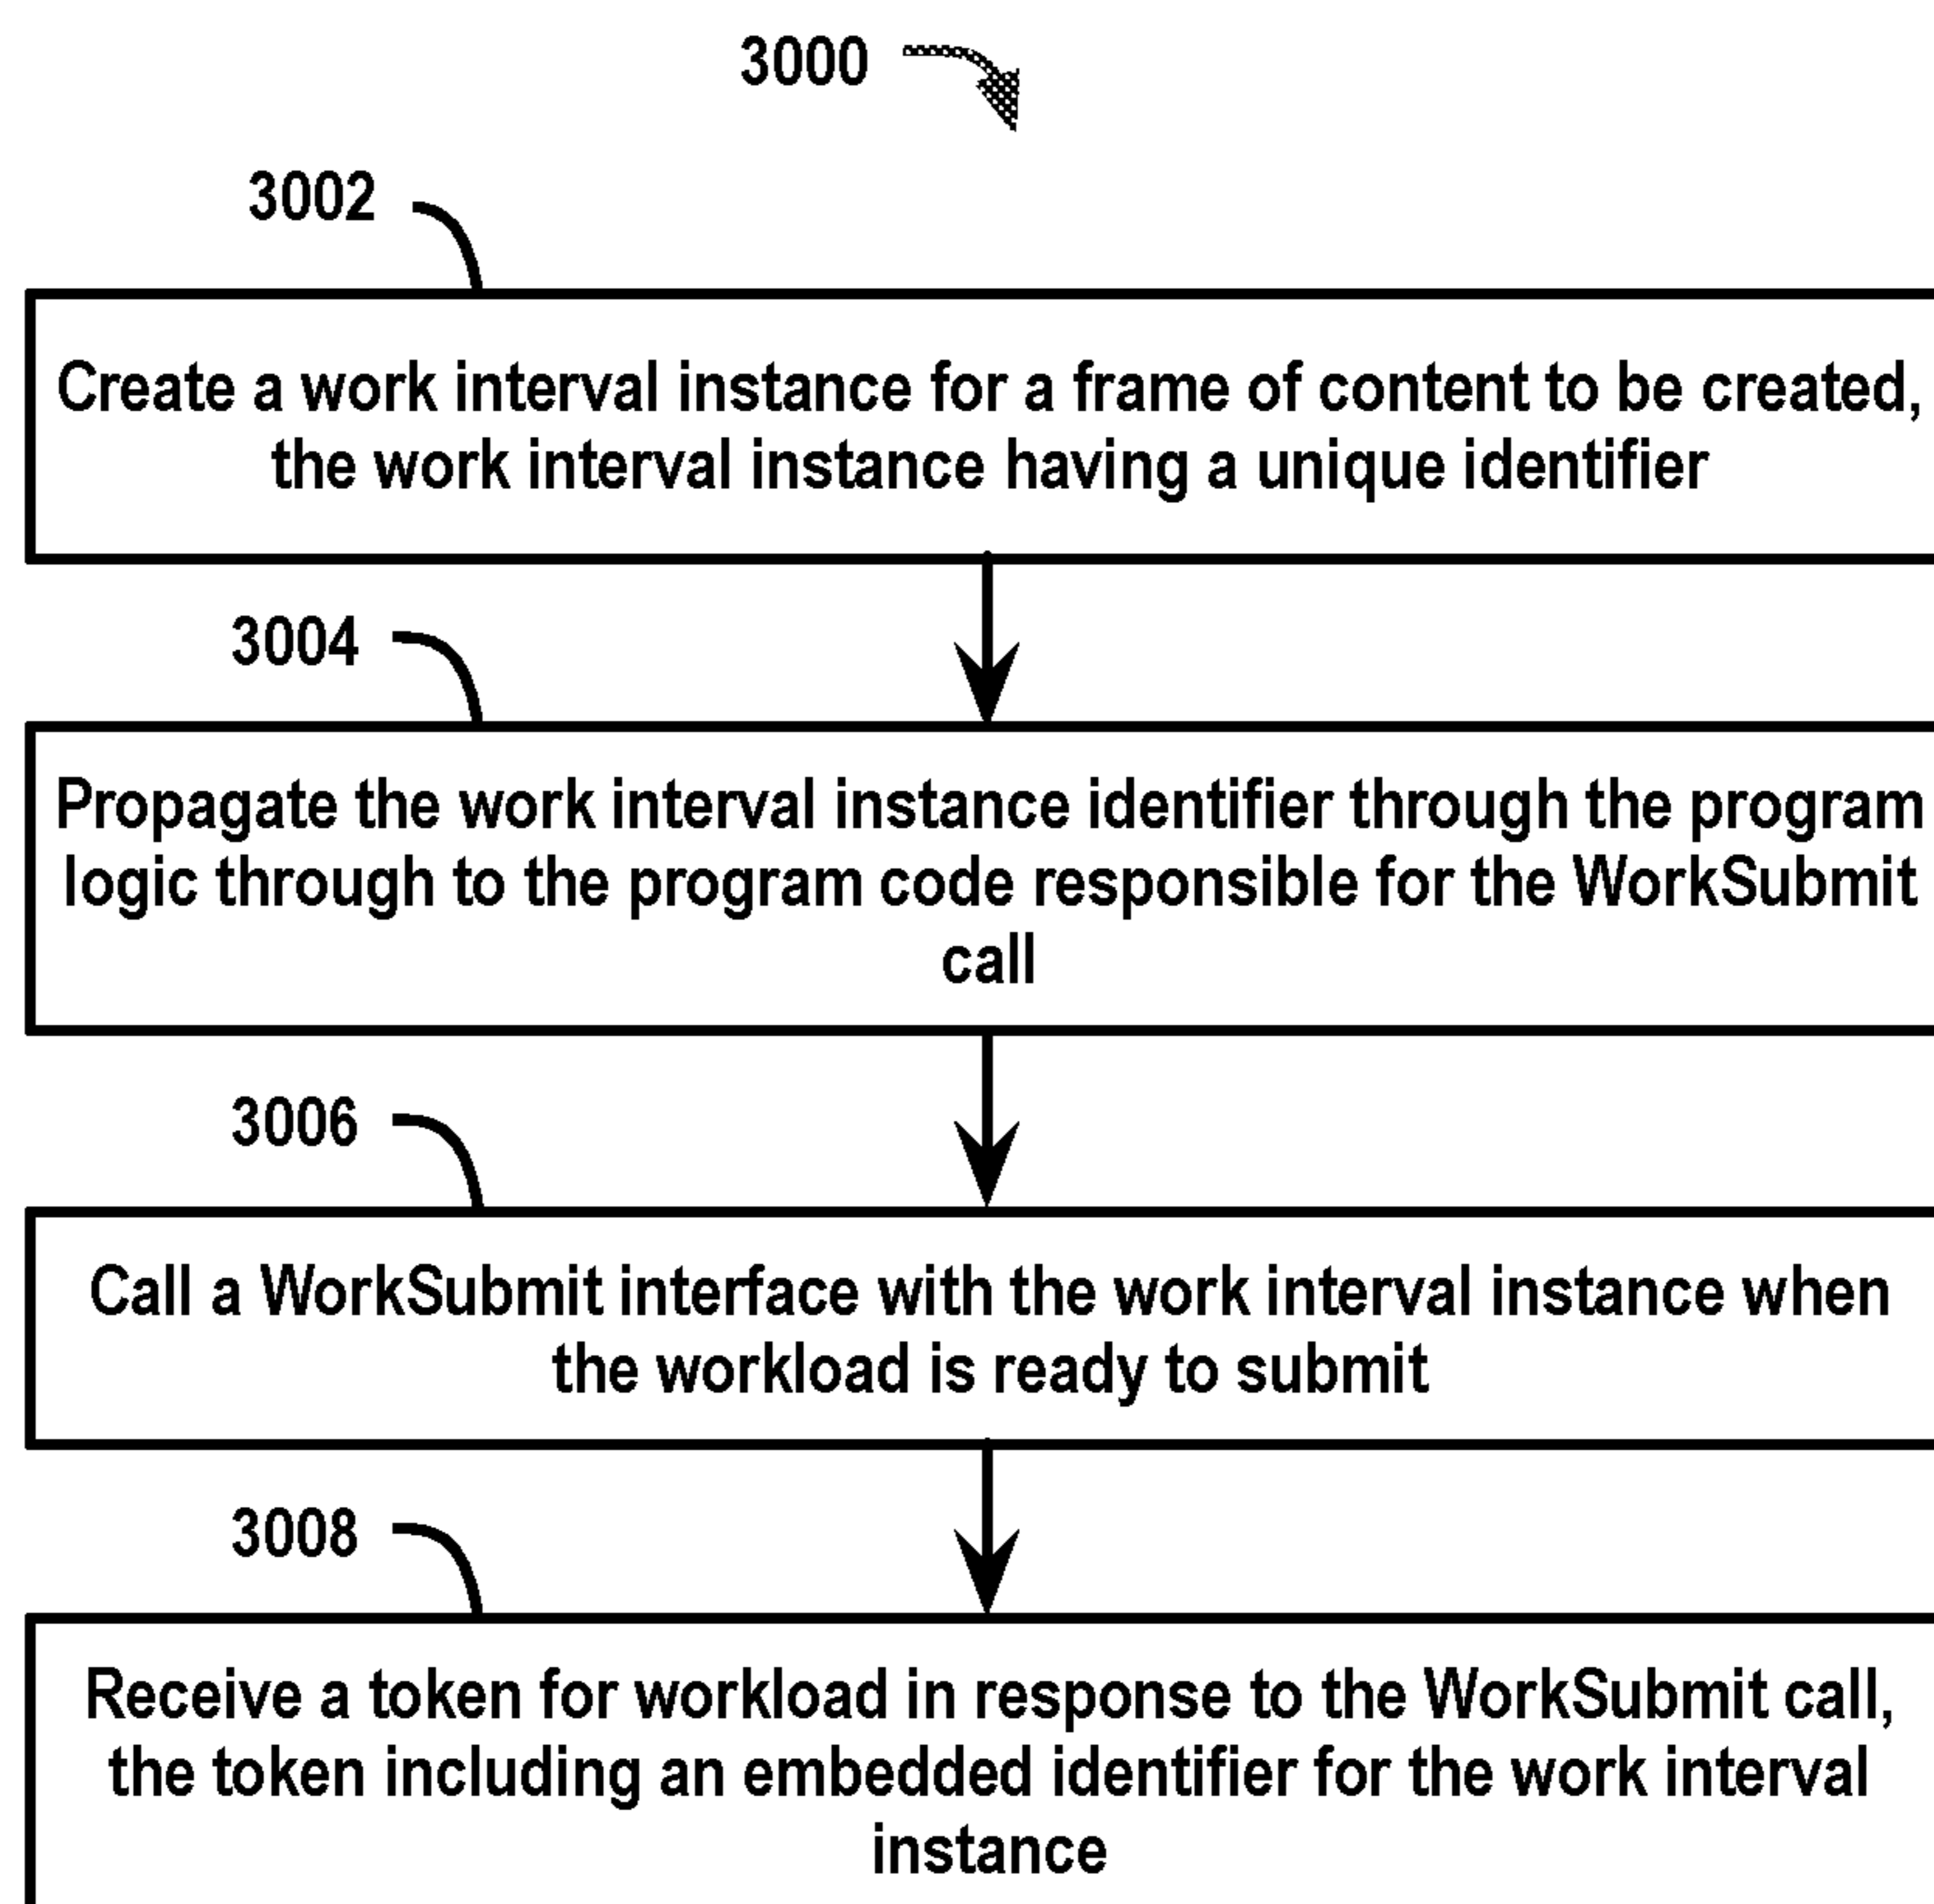 3000
3002
Create a work interval instance for a frame of content to be created,
the work interval instance having a unique identifier
3004
Propagate the work interval instance identifier through the program
logic through to the program code responsible for the WorkSubmit
call
3006
Call a WorkSubmit interface with the work interval instance when
the workload is ready to submit
3008
Receive a token for workload in response to the WorkSubmit call,
the token including an embedded identifier for the work interval
instance